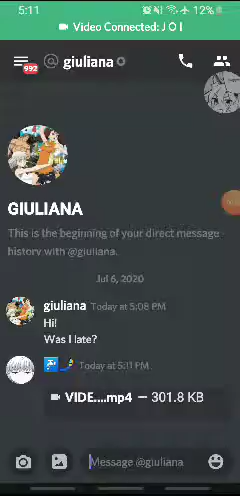 5:11
12%
Video Connected: J O I
992
@ giuliana
GIULIANA
This is the beginning of your direct message
history with @giuliana.
Jul 6, 2020
giuliana Today at 5:08 PM
Hi!
Was I late?
Today at 5:11 PM
VIDE....mp4 — 301.8 KB
Message @giuliana